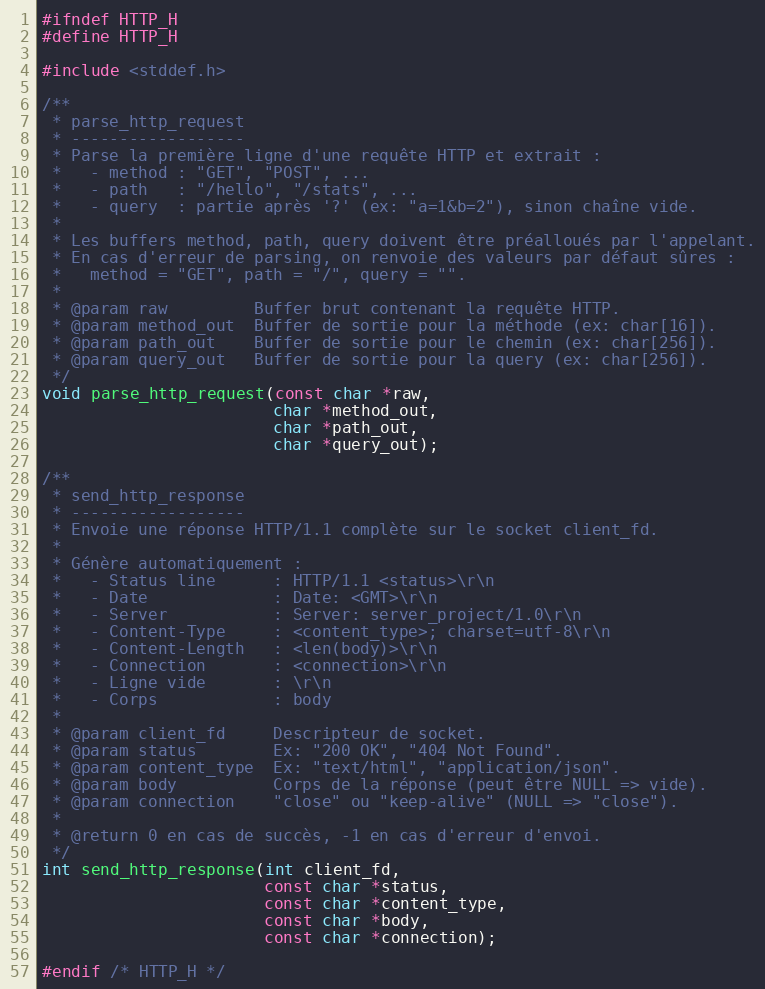 1 #ifndef HTTP_H
2 #define HTTP_H
3
4 #include <stddef.h>
5
6 /**
7  * parse_http_request
8  * ------------------
9  * Parse la première ligne d'une requête HTTP et extrait :
10  *   - method : "GET", "POST", ...
11  *   - path   : "/hello", "/stats", ...
12  *   - query  : partie après '?' (ex: "a=1&b=2"), sinon chaîne vide.
13  *
14  * Les buffers method, path, query doivent être préalloués par l'appelant.
15  * En cas d'erreur de parsing, on renvoie des valeurs par défaut sûres :
16  *   method = "GET", path = "/", query = "".
17  *
18  * @param raw         Buffer brut contenant la requête HTTP.
19  * @param method_out  Buffer de sortie pour la méthode (ex: char[16]).
20  * @param path_out    Buffer de sortie pour le chemin (ex: char[256]).
21  * @param query_out   Buffer de sortie pour la query (ex: char[256]).
22  */
23 void parse_http_request(const char *raw,
24                         char *method_out,
25                         char *path_out,
26                         char *query_out);
27
28 /**
29  * send_http_response
30  * ------------------
31  * Envoie une réponse HTTP/1.1 complète sur le socket client_fd.
32  *
33  * Génère automatiquement :
34  *   - Status line      : HTTP/1.1 <status>\r\n
35  *   - Date             : Date: <GMT>\r\n
36  *   - Server           : Server: server_project/1.0\r\n
37  *   - Content-Type     : <content_type>; charset=utf-8\r\n
38  *   - Content-Length   : <len(body)>\r\n
39  *   - Connection       : <connection>\r\n
40  *   - Ligne vide       : \r\n
41  *   - Corps            : body
42  *
43  * @param client_fd     Descripteur de socket.
44  * @param status        Ex: "200 OK", "404 Not Found".
45  * @param content_type  Ex: "text/html", "application/json".
46  * @param body          Corps de la réponse (peut être NULL => vide).
47  * @param connection    "close" ou "keep-alive" (NULL => "close").
48  *
49  * @return 0 en cas de succès, -1 en cas d'erreur d'envoi.
50  */
51 int send_http_response(int client_fd,
52                        const char *status,
53                        const char *content_type,
54                        const char *body,
55                        const char *connection);
56
57 #endif /* HTTP_H */